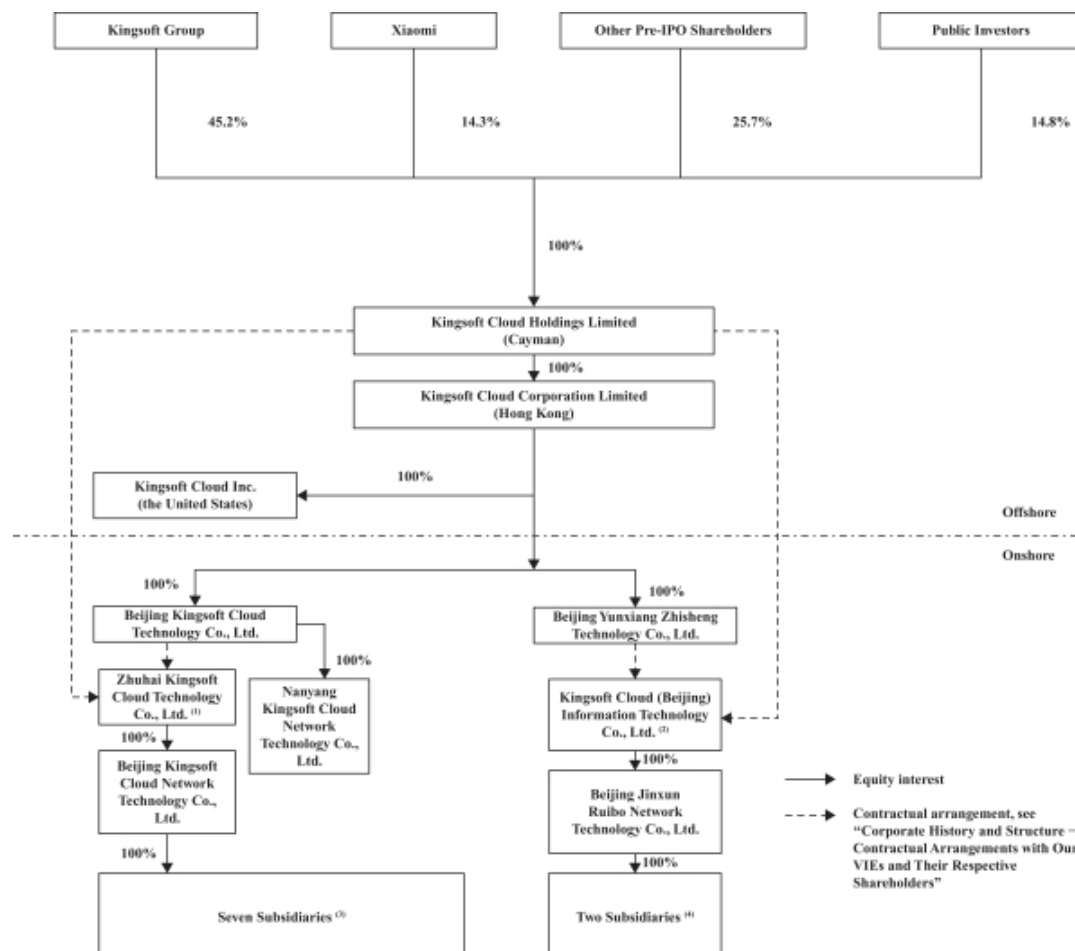 Kingsoft Group
Xiaomi
Other Pre-IPO Shareholders
Public Investors
45.2%
14.3%
25.7%
14.8%
100%
Kingsoft Cloud Holdings Limited
(Cayman)
100%
Kingsoft Cloud Corporation Limited
(Hong Kong)
100%
Kingsoft Cloud Inc.
(the United States)
Offshore
Onshore
100%
100%
Beijing Kingsoft Cloud
Technology Co., Ltd.
Beijing Yunxiang Zhisheng
Technology Co., Ltd.
100%
Zhuhai Kingsoft
Cloud Technology
Co., Ltd. (1)
Nanyang
Kingsoft Cloud
Network
Technology Co.,
Ltd.
Kingsoft Cloud (Beijing)
Information Technology
Co., Ltd. (2)
100%
100%
Beijing Kingsoft
Cloud Network
Technology Co.,
Ltd.
Beijing Jinxun
Ruibo Network
Technology Co., Ltd.
Equity interest
Contractual arrangement, see
“Corporate History and Structure –
Contractual Arrangements with Our
VIEs and Their Respective
Shareholders”
100%
100%
Seven Subsidiaries (3)
Two Subsidiaries (4)